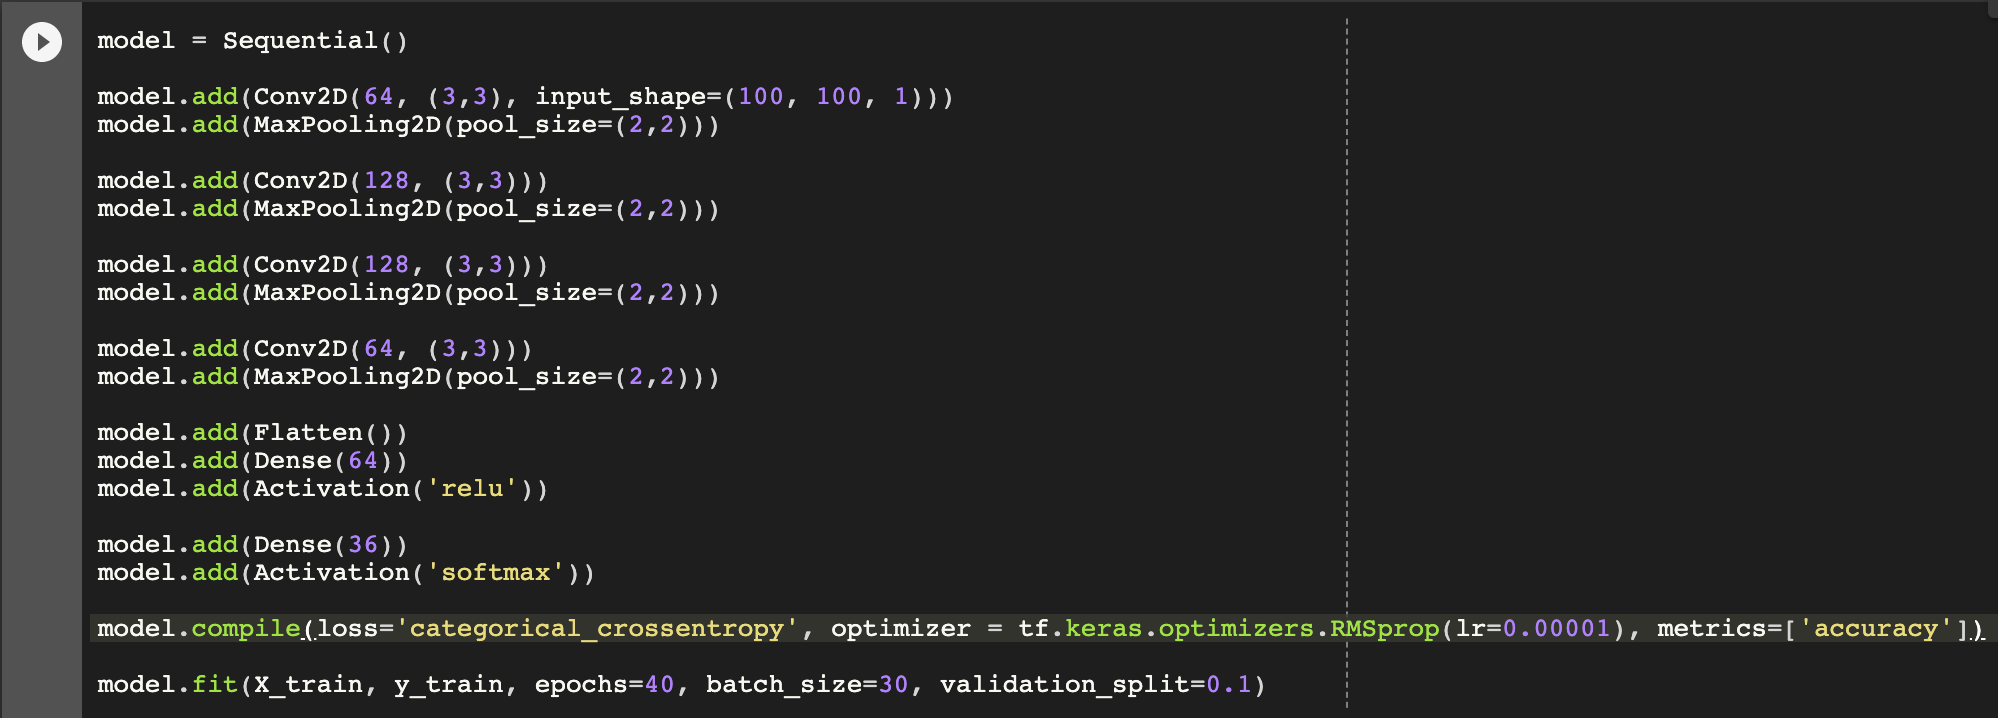 model = Sequential()
model.add(Conv2D(64, (3,3), input_shape=(100, 100, 1)))
model.add(MaxPooling2D(pool_size=(2,2)))
model.add(Conv2D(128, (3,3)))
model.add(MaxPooling2D(pool_size=(2,2)))
model.add(Conv2D(128, (3,3)))
model.add(MaxPooling2D(pool_size=(2,2)))
model.add(Conv2D(64, (3,3)))
model.add(MaxPooling2D(pool_size=(2,2)))
model.add(Flatten())
model.add(Dense(64))
model.add(Activation('relu'))
model.add(Dense(36))
model.add(Activation('softmax'))
model.compile(loss='categorical_crossentropy', optimizer = tf.keras.optimizers.RMSprop(lr=0.00001), metrics=['accuracy'])
model.fit(X_train, y_train, epochs=40, batch_size=30, validation_split=0.1)